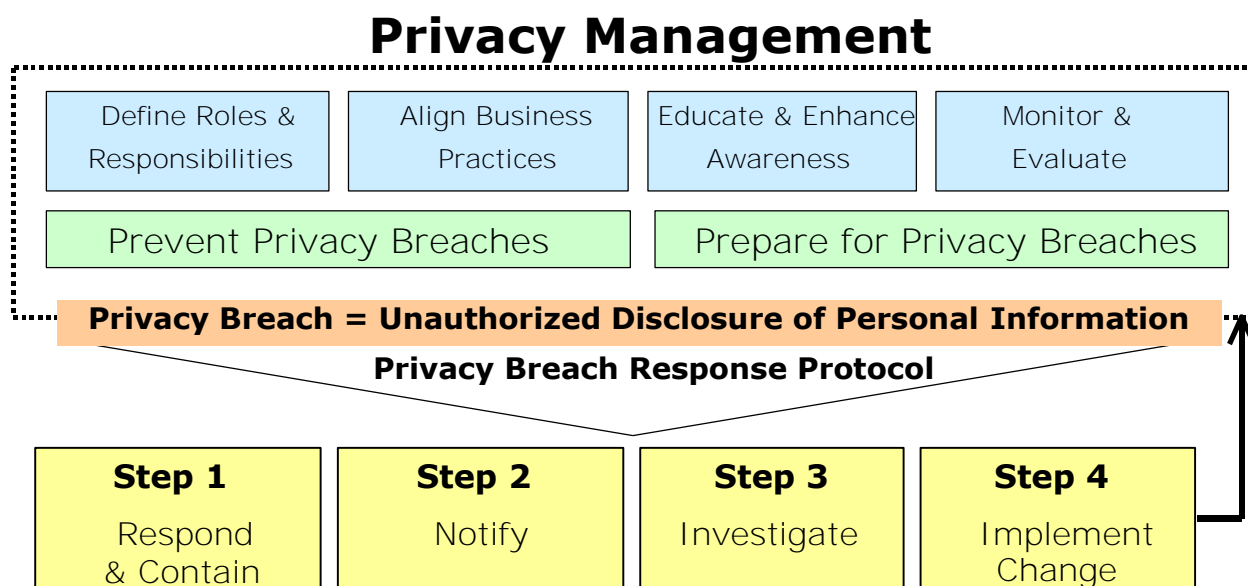 Privacy Management
Define Roles &
Responsibilities
Align Business
Practices
Educate & Enhance
Awareness
Monitor &
Evaluate
Prevent Privacy Breaches
Prepare for Privacy Breaches
Privacy Breach = Unauthorized Disclosure of Personal Information
Privacy Breach Response Protocol
Step 1
Respond
& Contain
Step 2
Notify
Step 3
Investigate
Step 4
Implement
Change